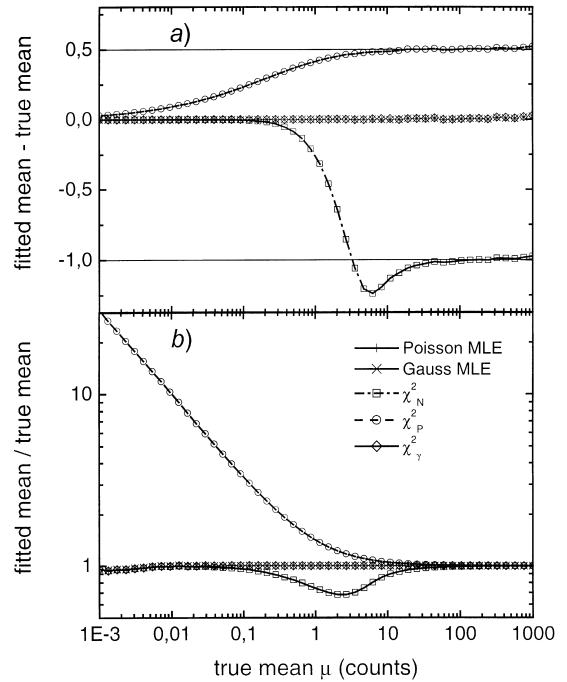 a)
0,5
0,0
-0,5
-1,0
fitted mean - true mean
b)
Poisson MLE
Gauss MLE
χ²N
χ²P
χ²γ
10
1
fitted mean / true mean
1E-3 0,01 0,1 1 10 100 1000
true mean μ (counts)